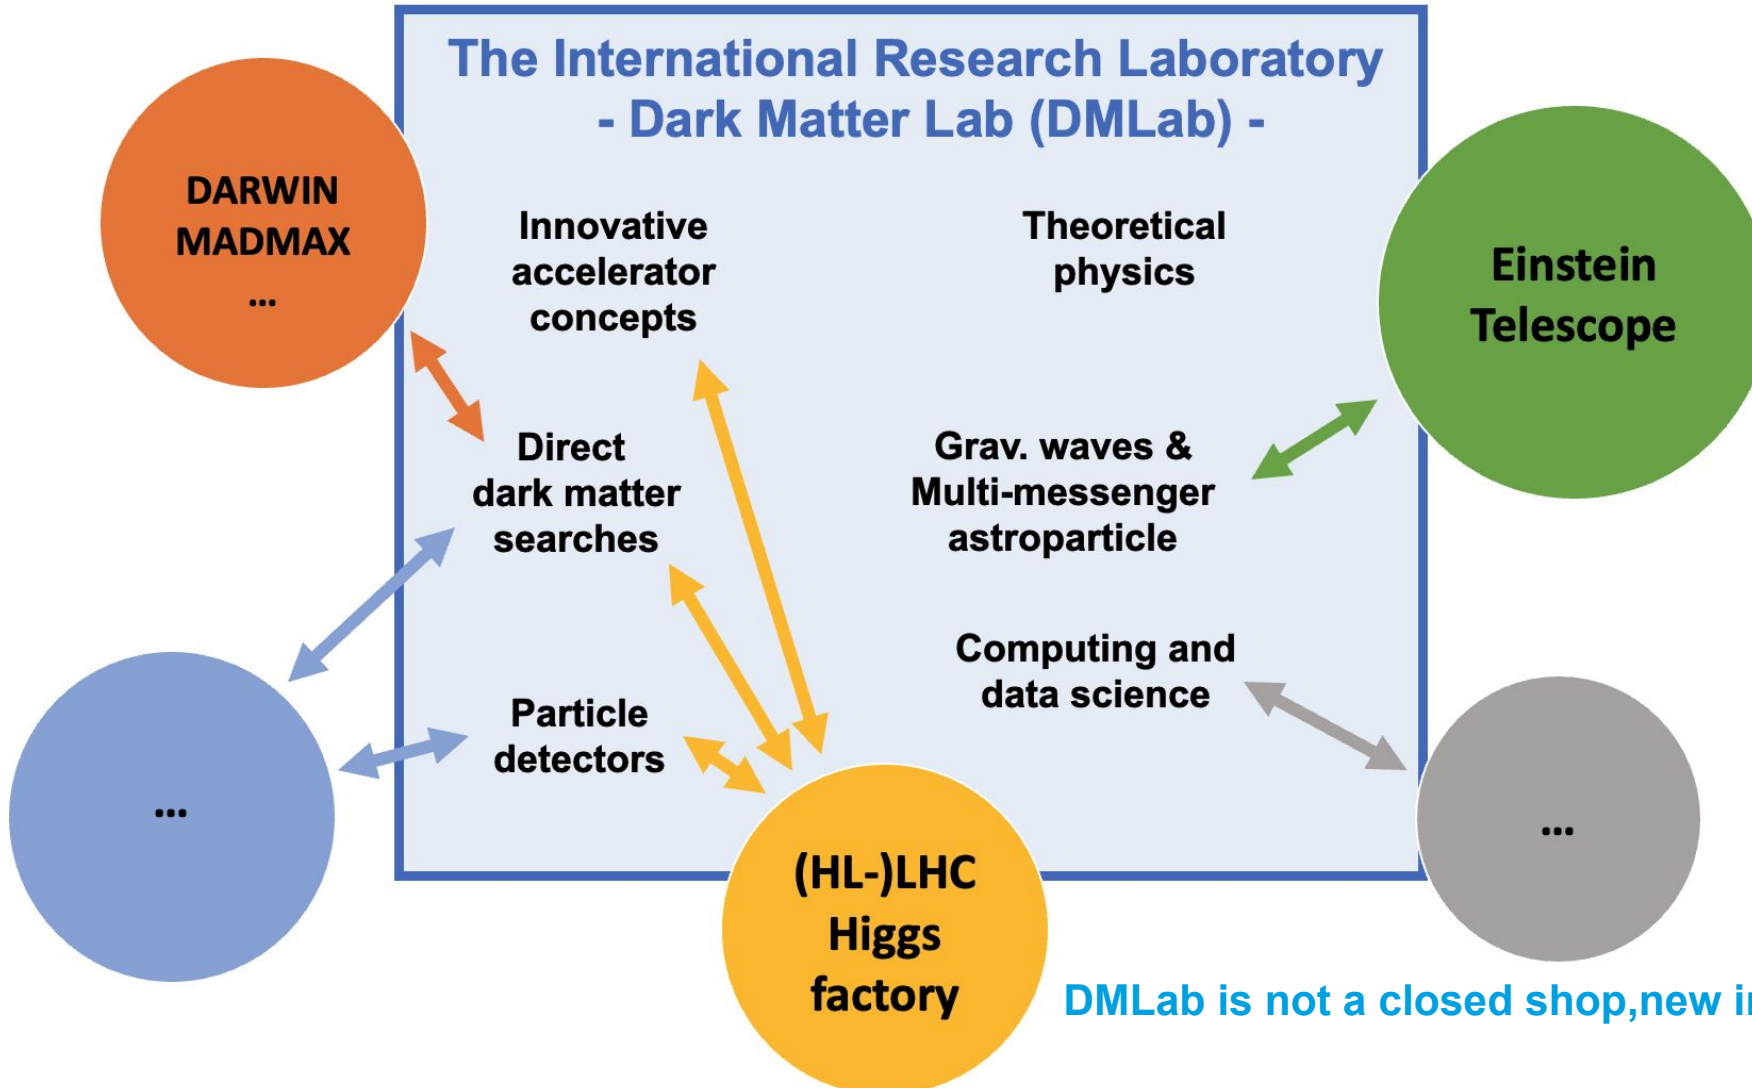 The International Research Laboratory
- Dark Matter Lab (DMLab) -
DARWIN
MADMAX
...
Innovative
accelerator
concepts
Theoretical
physics
Einstein
Telescope
Direct
dark matter
searches
Grav. waves &
Multi-messenger
astroparticle
Particle
detectors
Computing and
data science
...
...
(HL-)LHC
Higgs
factory
DMLab is not a closed shop,new